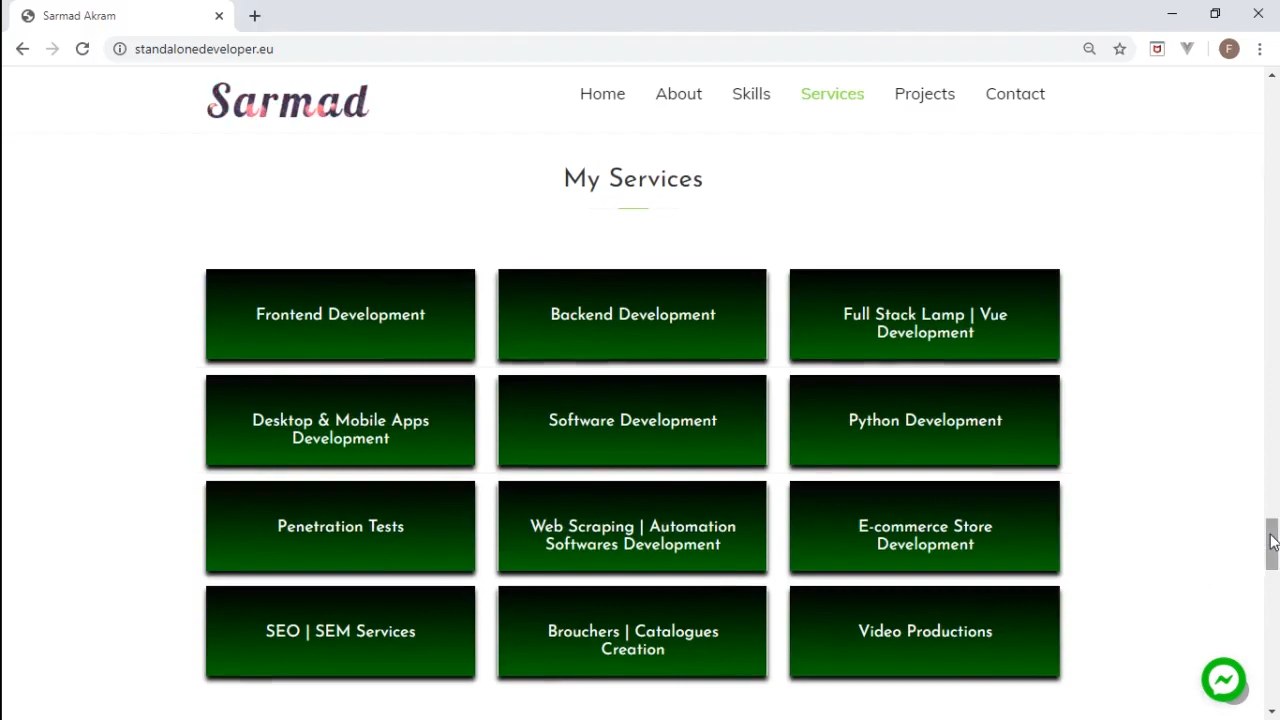 Sarmad Akram
standalonedeveloper.eu
F
Sarmad
Home About Skills Services Projects Contact
My Services
Frontend Development
Backend Development
Full Stack Lamp | Vue
Development
Desktop & Mobile Apps
Development
Software Development
Python Development
Penetration Tests
Web Scraping | Automation
Softwares Development
E-commerce Store
Development
SEO | SEM Services
Brouchers | Catalogues
Creation
Video Productions